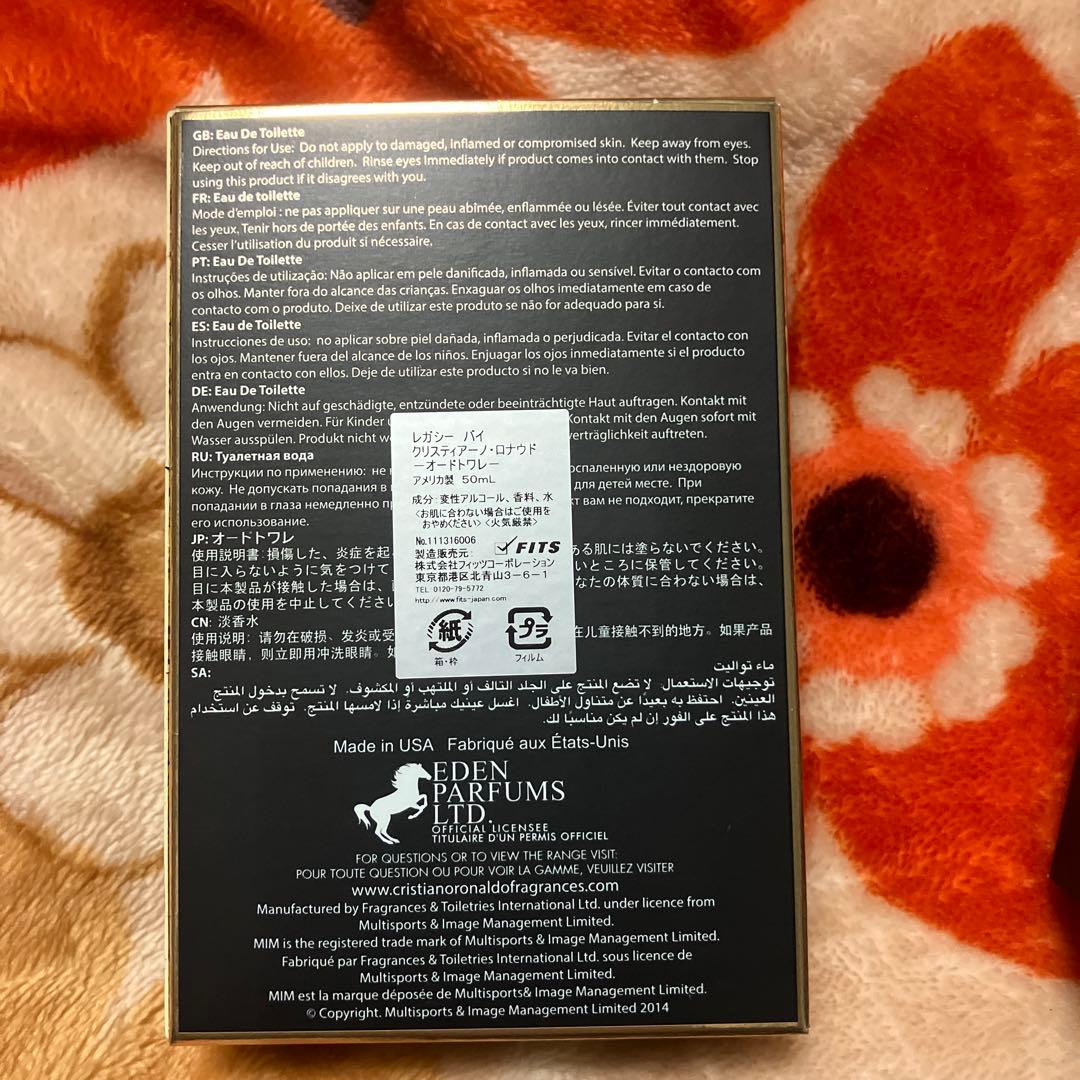 GB: Eau De Toilette
Directions for Use: Do not apply to damaged, inflamed or compromised skin. Keep away from eyes.
Keep out of reach of children. Rinse eyes immediately if product comes into contact with them. Stop
using this product if it disagrees with you.
FR: Eau de toilette
Mode d'emploi : ne pas appliquer sur une peau abîmée, enflammée ou lésée. Éviter tout contact avec
les yeux. Tenir hors de portée des enfants. En cas de contact avec les yeux, rincer immédiatement.
Cesser l'utilisation du produit si nécessaire.
PT: Eau De Toilette
Instruções de utilização: Não aplicar em pele danificada, inflamada ou sensível. Evitar o contacto com
os olhos. Manter fora do alcance das crianças. Enxaguar os olhos imediatamente em caso de
contacto com o produto. Deixe de utilizar este produto se não for adequado para si.
ES: Eau de Toilette
Instrucciones de uso: no aplicar sobre piel dañada, inflamada o perjudicada. Evitar el contacto con
los ojos. Mantener fuera del alcance de los niños. Enjuagar los ojos inmediatamente si el producto
entra en contacto con ellos. Deje de utilizar este producto si no le va bien.
DE: Eau De Toilette
Anwendung: Nicht auf geschädigte, entzündete oder beeinträchtigte Haut auftragen. Kontakt mit
den Augen vermeiden. Für Kinder Kontakt mit den Augen sofort mit
Wasser ausspülen. Produkt nicht verträglichkeit auftreten.
RU: Туалетная вода
Инструкции по применению: не оспаленную или нездоровую
кожу. Не допускать попадания в для детей месте. При
попадании в глаза немедленно кт вам не подходит, прекратите
его использование.
JP: オードトワレ
使用説明書: 損傷した、炎症を起 ある肌には塗らないでください。
目に入らないように気をつけて いところに保管してください。
目に本製品が接触した場合は、 なたの体質に合わない場合は、
本製品の使用を中止してください
CN: 淡香水
使用说明: 请勿在破损、发炎或受 在儿童接触不到的地方。如果产品
接触眼睛，则立即用冲洗眼睛。
レガシー バイ
クリスティアーノ・ロナウド
－オードトワレ－
アメリカ製 50mL
成分：変性アルコール、香料、水
<お肌に合わない場合はご使用を
おやめください> <火気厳禁>
No.111316006
製造販売元： FITS
株式会社フィッツコーポレーション
東京都港区北青山3－6－1
TEL 0120-79-5772
http://www.fits-japan.com
紙 プラ
箱・枠 フィルム
SA: ماء تواليت
توجيهات الاستعمال: لا تضع المنتج على الجلد التالف أو الملتهب أو المكشوف. لا تسمح بدخول المنتج
العينين. احتفظ به بعيدًا عن متناول الأطفال. اغسل عينيك مباشرة إذا لامسها المنتج. توقف عن استخدام
هذا المنتج على الفور إن لم يكن مناسبًا لك.
Made in USA Fabriqué aux États-Unis
EDEN
PARFUMS
LTD.
OFFICIAL LICENSEE
TITULAIRE D'UN PERMIS OFFICIEL
FOR QUESTIONS OR TO VIEW THE RANGE VISIT:
POUR TOUTE QUESTION OU POUR VOIR LA GAMME, VEUILLEZ VISITER
www.cristianoronaldofragrances.com
Manufactured by Fragrances & Toiletries International Ltd. under licence from
Multisports & Image Management Limited.
MIM is the registered trade mark of Multisports & Image Management Limited.
Fabriqué par Fragrances & Toiletries International Ltd. sous licence de
Multisports & Image Management Limited.
MIM est la marque déposée de Multisports& Image Management Limited.
© Copyright. Multisports & Image Management Limited 2014